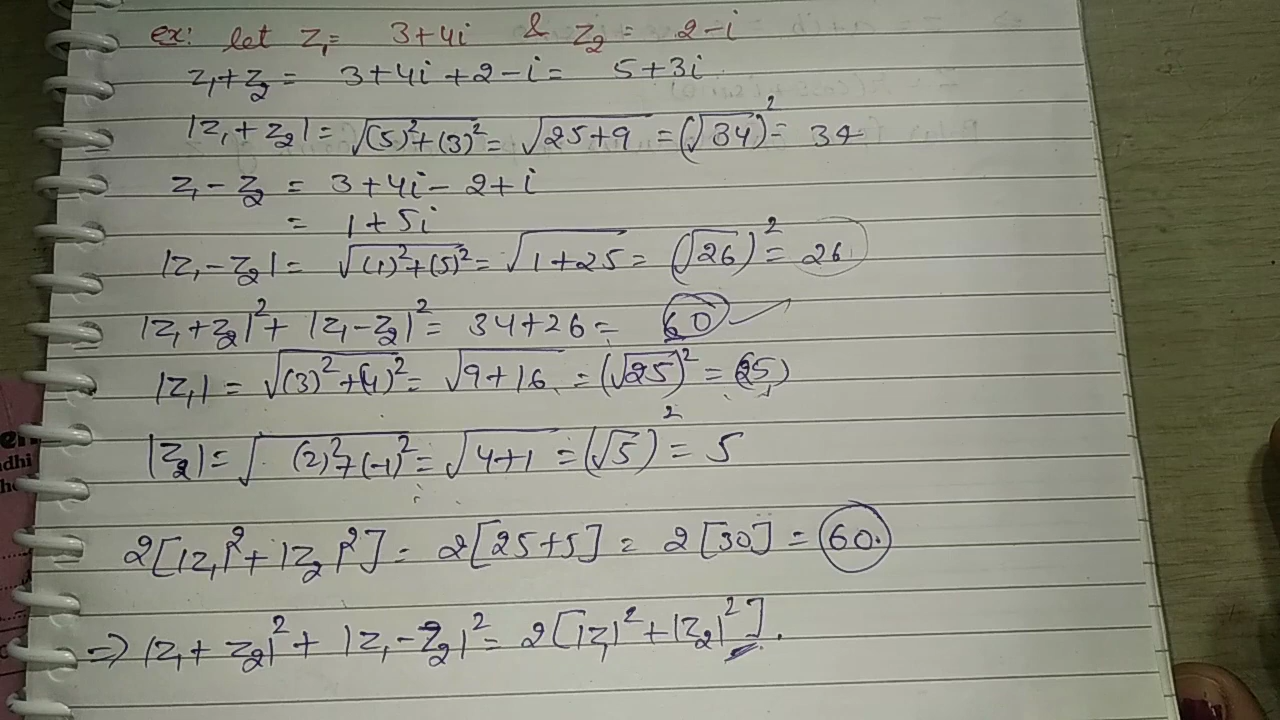 ex: let z₁ = 3+4i & z₂ = 2-i
z₁+z₂ = 3+4i+2-i = 5+3i
|z₁+z₂| = √(5)²+(3)² = √25+9 = (√34)² = 34
z₁-z₂ = 3+4i-2+i
= 1+5i
|z₁-z₂| = √(1)²+(5)² = √1+25 = (√26)² = 26
|z₁+z₂|²+ |z₁-z₂|² = 34+26 = 60
|z₁| = √(3)²+(4)² = √9+16 = (√25)² = 25
|z₂| = √(2)²+(-1)² = √4+1 = (√5)² = 5
2[|z₁|²+|z₂|²] = 2[25+5] = 2[30] = 60.
⇒ |z₁+z₂|²+ |z₁-z₂|² = 2[|z₁|²+|z₂|²].
en
dhi